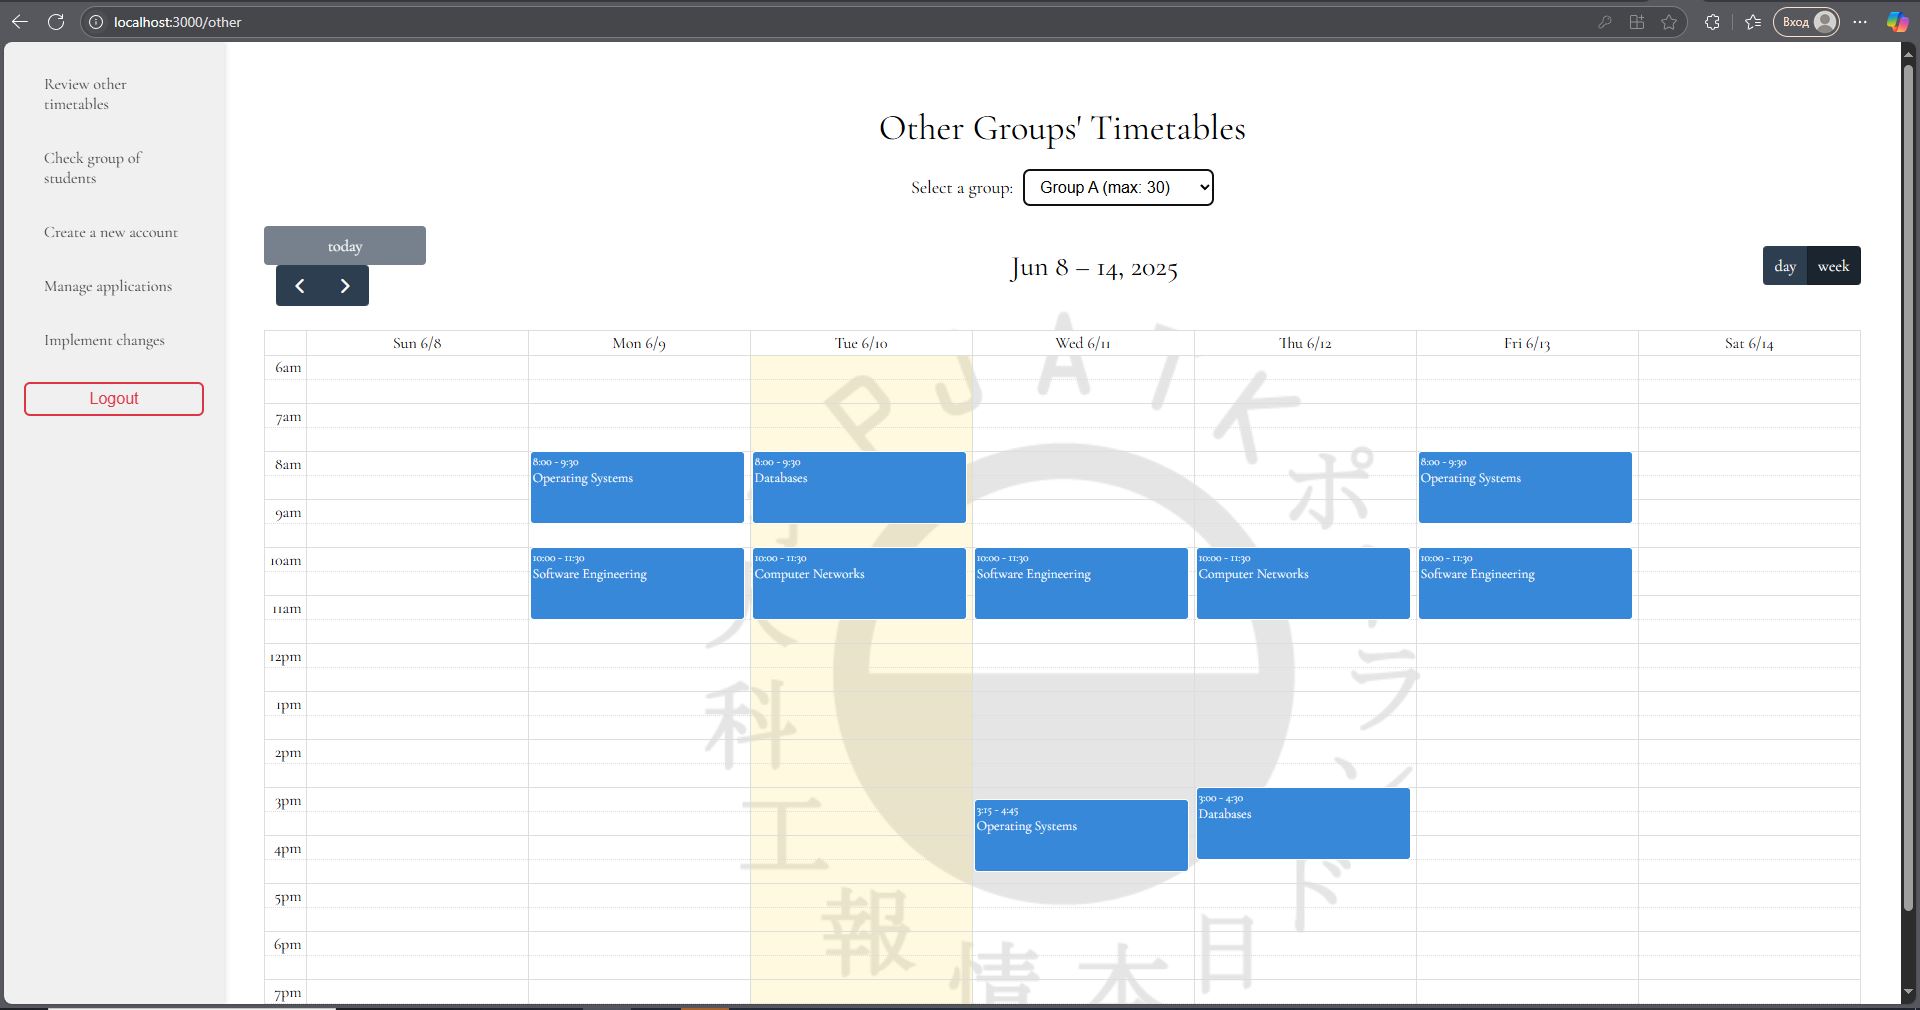 localhost:3000/other
Вход
Review other
timetables
Check group of
students
Create a new account
Manage applications
Implement changes
Logout
Other Groups' Timetables
Select a group:
Group A (max: 30)
today
Jun 8 – 14, 2025
day
week
Sun 6/8
Mon 6/9
Tue 6/10
Wed 6/11
Thu 6/12
Fri 6/13
Sat 6/14
6am
7am
8am
9am
10am
11am
12pm
1pm
2pm
3pm
4pm
5pm
6pm
7pm
8:00 - 9:30
Operating Systems
10:00 - 11:30
Software Engineering
8:00 - 9:30
Databases
10:00 - 11:30
Computer Networks
10:00 - 11:30
Software Engineering
3:15 - 4:45
Operating Systems
10:00 - 11:30
Computer Networks
3:00 - 4:30
Databases
8:00 - 9:30
Operating Systems
10:00 - 11:30
Software Engineering
PJAIK
ポ
ランド
日本情報工科